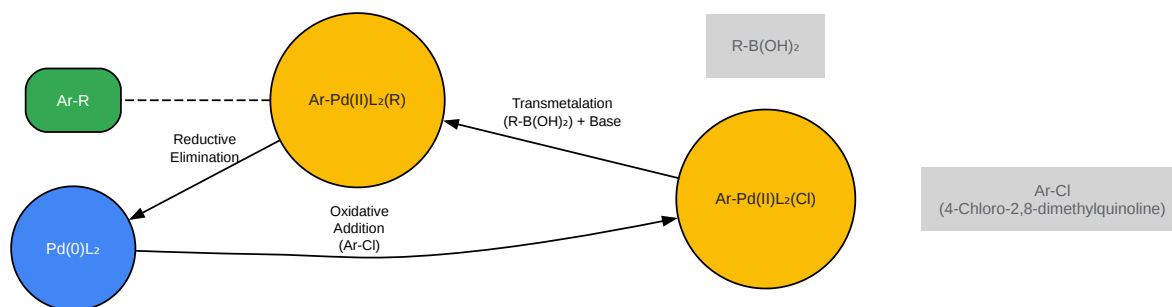 R-B(OH)₂
Ar-R
Ar-Pd(II)L₂(R)
Transmetalation
(R-B(OH)₂) + Base
Reductive
Elimination
Ar-Pd(II)L₂(Cl)
Ar-Cl
(4-Chloro-2,8-dimethylquinoline)
Oxidative
Addition
(Ar-Cl)
Pd(0)L₂